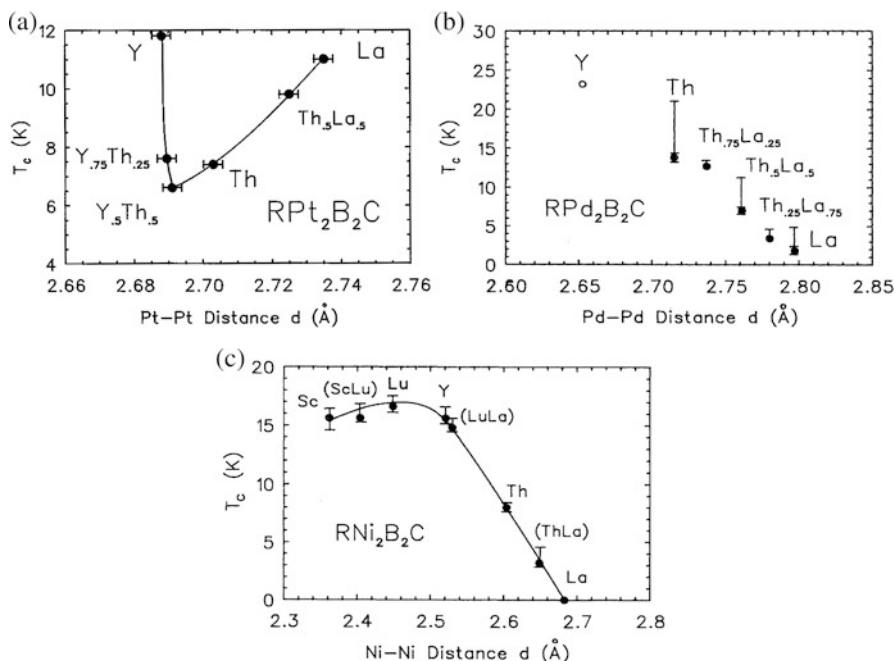 (a)
12
10
8
6
4
T_c (K)
Y
La
Th.5La.5
Y.75Th.25
Th
Y.5Th.5
RPt₂B₂C
2.66 2.68 2.70 2.72 2.74 2.76
Pt−Pt Distance d (Å)
(b)
30
25
20
15
10
5
0
T_c (K)
Y
Th
Th.75La.25
Th.5La.5
Th.25La.75
La
RPd₂B₂C
2.60 2.65 2.70 2.75 2.80 2.85
Pd−Pd Distance d (Å)
(c)
20
15
10
5
0
T_c (K)
Sc (ScLu) Lu Y
(LuLa)
Th
(ThLa)
La
RNi₂B₂C
2.3 2.4 2.5 2.6 2.7 2.8
Ni−Ni Distance d (Å)